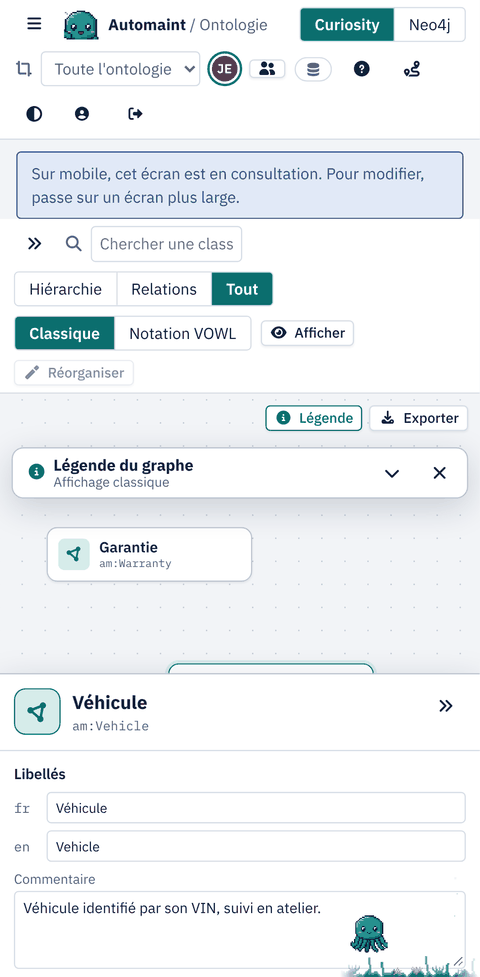 Automaint / Ontologie
Curiosity
Neo4j
Toute l'ontologie
JE
Sur mobile, cet écran est en consultation. Pour modifier,
passe sur un écran plus large.
Chercher une class
Hiérarchie
Relations
Tout
Classique
Notation VOWL
Afficher
Réorganiser
Légende
Exporter
Légende du graphe
Affichage classique
Garantie
am:Warranty
Véhicule
am:Vehicle
Libellés
fr
Véhicule
en
Vehicle
Commentaire
Véhicule identifié par son VIN, suivi en atelier.